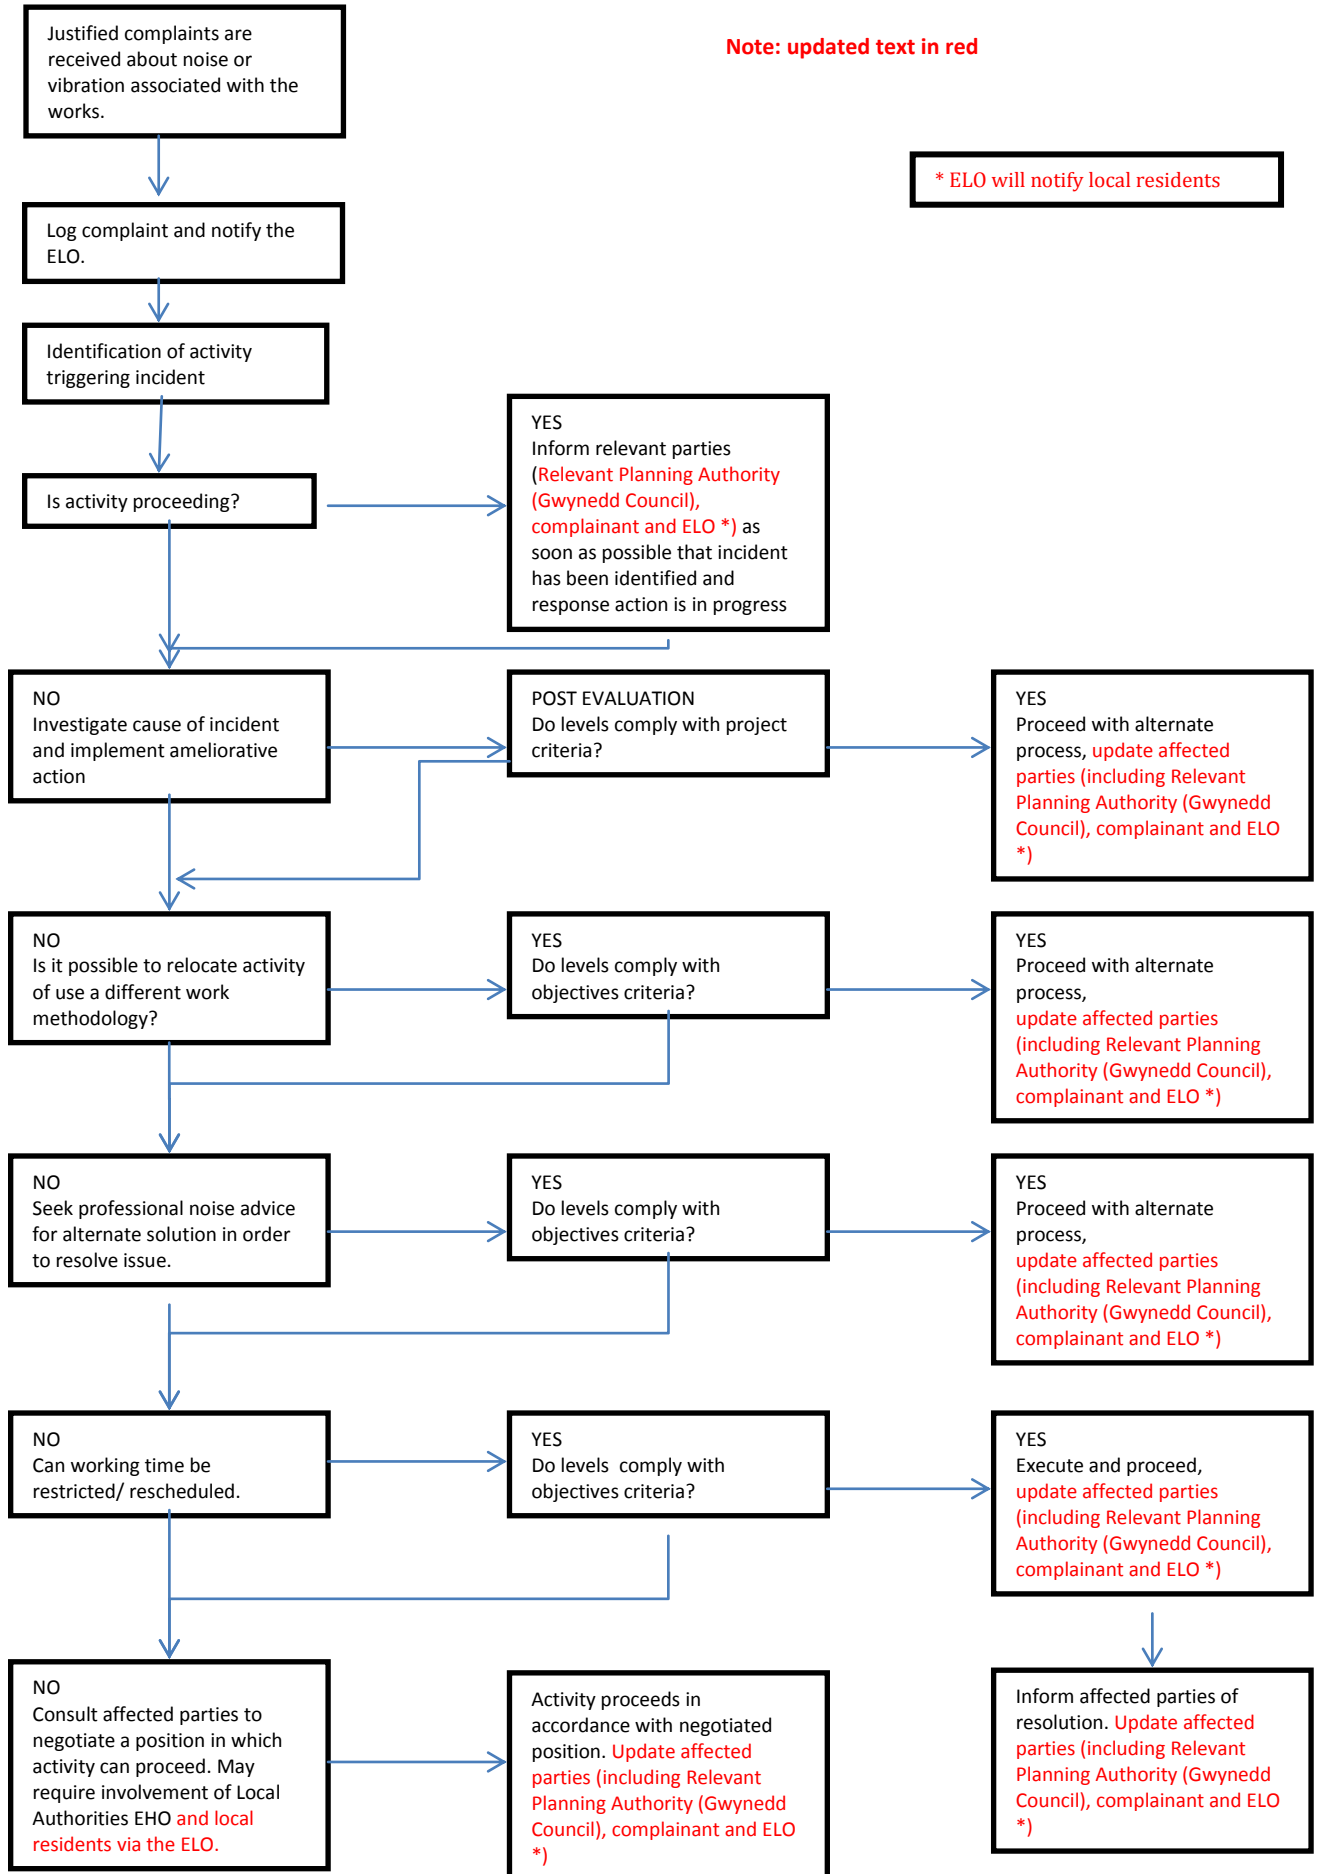 Justified complaints are
received about noise or
vibration associated with the
works.
Note: updated text in red
* ELO will notify local residents
Log complaint and notify the
ELO.
Identification of activity
triggering incident
Is activity proceeding?
YES
Inform relevant parties
(Relevant Planning Authority
(Gwynedd Council),
complainant and ELO *) as
soon as possible that incident
has been identified and
response action is in progress
NO
Investigate cause of incident
and implement ameliorative
action
POST EVALUATION
Do levels comply with project
criteria?
YES
Proceed with alternate
process, update affected
parties (including Relevant
Planning Authority (Gwynedd
Council), complainant and ELO
*)
NO
Is it possible to relocate activity
of use a different work
methodology?
YES
Do levels comply with
objectives criteria?
YES
Proceed with alternate
process,
update affected parties
(including Relevant Planning
Authority (Gwynedd Council),
complainant and ELO *)
NO
Seek professional noise advice
for alternate solution in order
to resolve issue.
YES
Do levels comply with
objectives criteria?
YES
Proceed with alternate
process,
update affected parties
(including Relevant Planning
Authority (Gwynedd Council),
complainant and ELO *)
NO
Can working time be
restricted/ rescheduled.
YES
Do levels  comply with
objectives criteria?
YES
Execute and proceed,
update affected parties
(including Relevant Planning
Authority (Gwynedd Council),
complainant and ELO *)
NO
Consult affected parties to
negotiate a position in which
activity can proceed. May
require involvement of Local
Authorities EHO and local
residents via the ELO.
Activity proceeds in
accordance with negotiated
position. Update affected
parties (including Relevant
Planning Authority (Gwynedd
Council), complainant and ELO
*)
Inform affected parties of
resolution. Update affected
parties (including Relevant
Planning Authority (Gwynedd
Council), complainant and ELO
*)